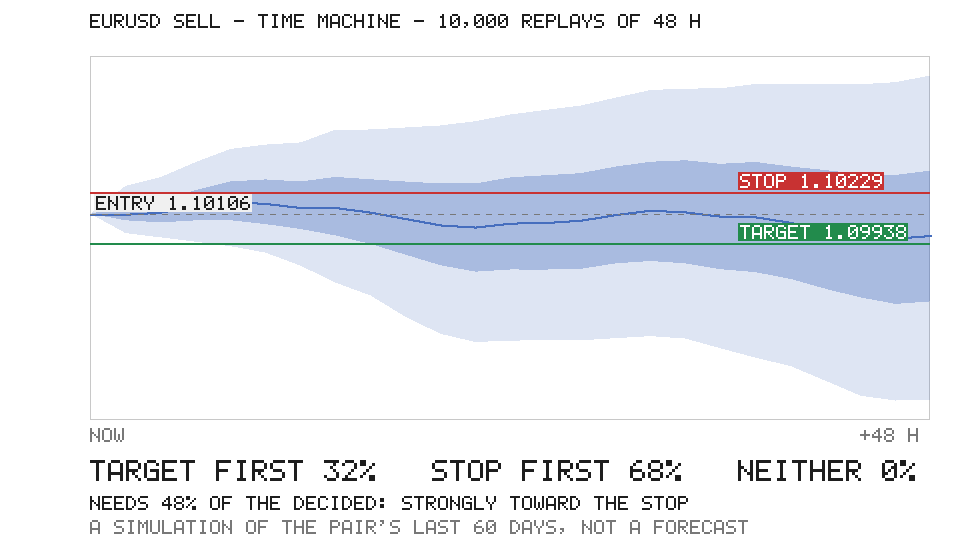 EURUSD SELL - TIME MACHINE - 10,000 REPLAYS OF 48 H
STOP 1.10229
ENTRY 1.10106
TARGET 1.09938
NOW +48 H
TARGET FIRST 32% STOP FIRST 68% NEITHER 0%
NEEDS 48% OF THE DECIDED: STRONGLY TOWARD THE STOP
A SIMULATION OF THE PAIR'S LAST 60 DAYS, NOT A FORECAST